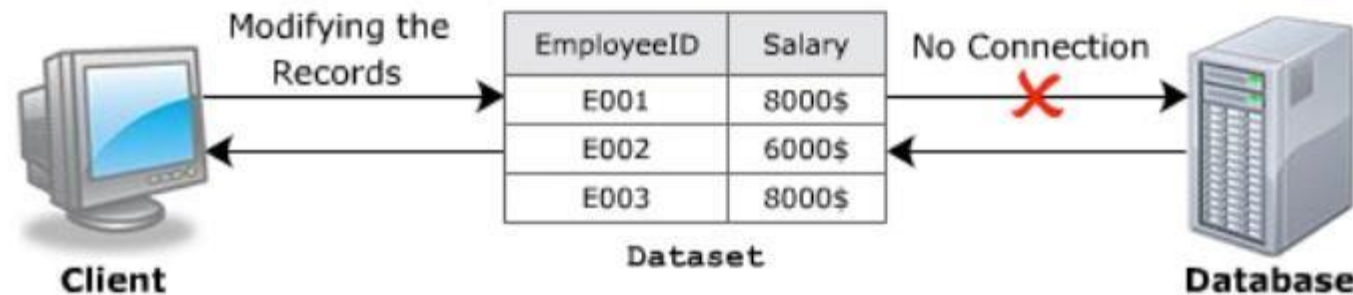 Modifying the
Records
EmployeeID Salary
E001 8000$
E002 6000$
E003 8000$
No Connection
Dataset
Client
Database